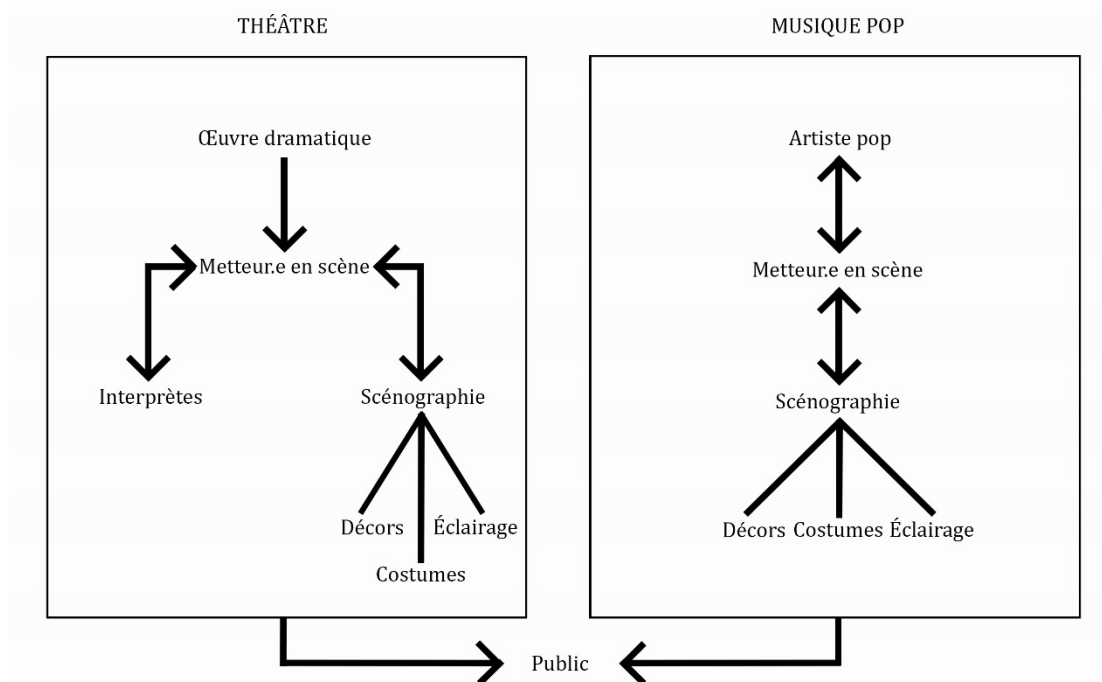 THÉÂTRE
Œuvre dramatique
Metteur.e en scène
Interprètes
Scénographie
Décors
Éclairage
Costumes
MUSIQUE POP
Artiste pop
Metteur.e en scène
Scénographie
Décors Costumes Éclairage
Public